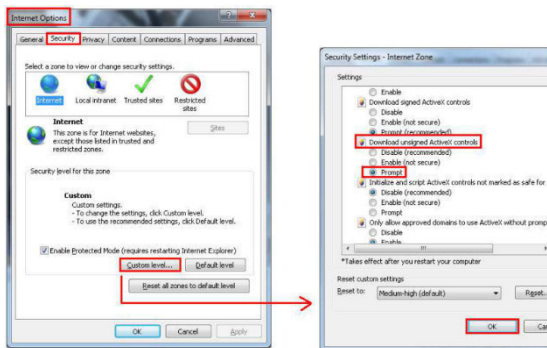 Internet Options
General Security Privacy Content Connections Programs Advanced
Select a zone to view or change security settings.
Internet Local intranet Trusted sites Restricted sites
Internet
This zone is for Internet websites,
except those listed in trusted and
restricted zones.
Sites
Security level for this zone
Custom
Custom settings.
- To change the settings, click Custom level.
- To use the recommended settings, click Default level.
Enable Protected Mode (requires restarting Internet Explorer)
Custom level... Default level
Reset all zones to default level
OK Cancel Apply
Security Settings - Internet Zone
Settings
Enable
Download signed ActiveX controls
Disable
Enable (not secure)
Prompt (recommended)
Download unsigned ActiveX controls
Disable (recommended)
Enable (not secure)
Prompt
Initialize and script ActiveX controls not marked as safe for
Disable (recommended)
Enable (not secure)
Prompt
Only allow approved domains to use ActiveX without promp
Disable
Enable
*Takes effect after you restart your computer
Reset custom settings
Reset to: Medium-high (default) Reset..
OK Can